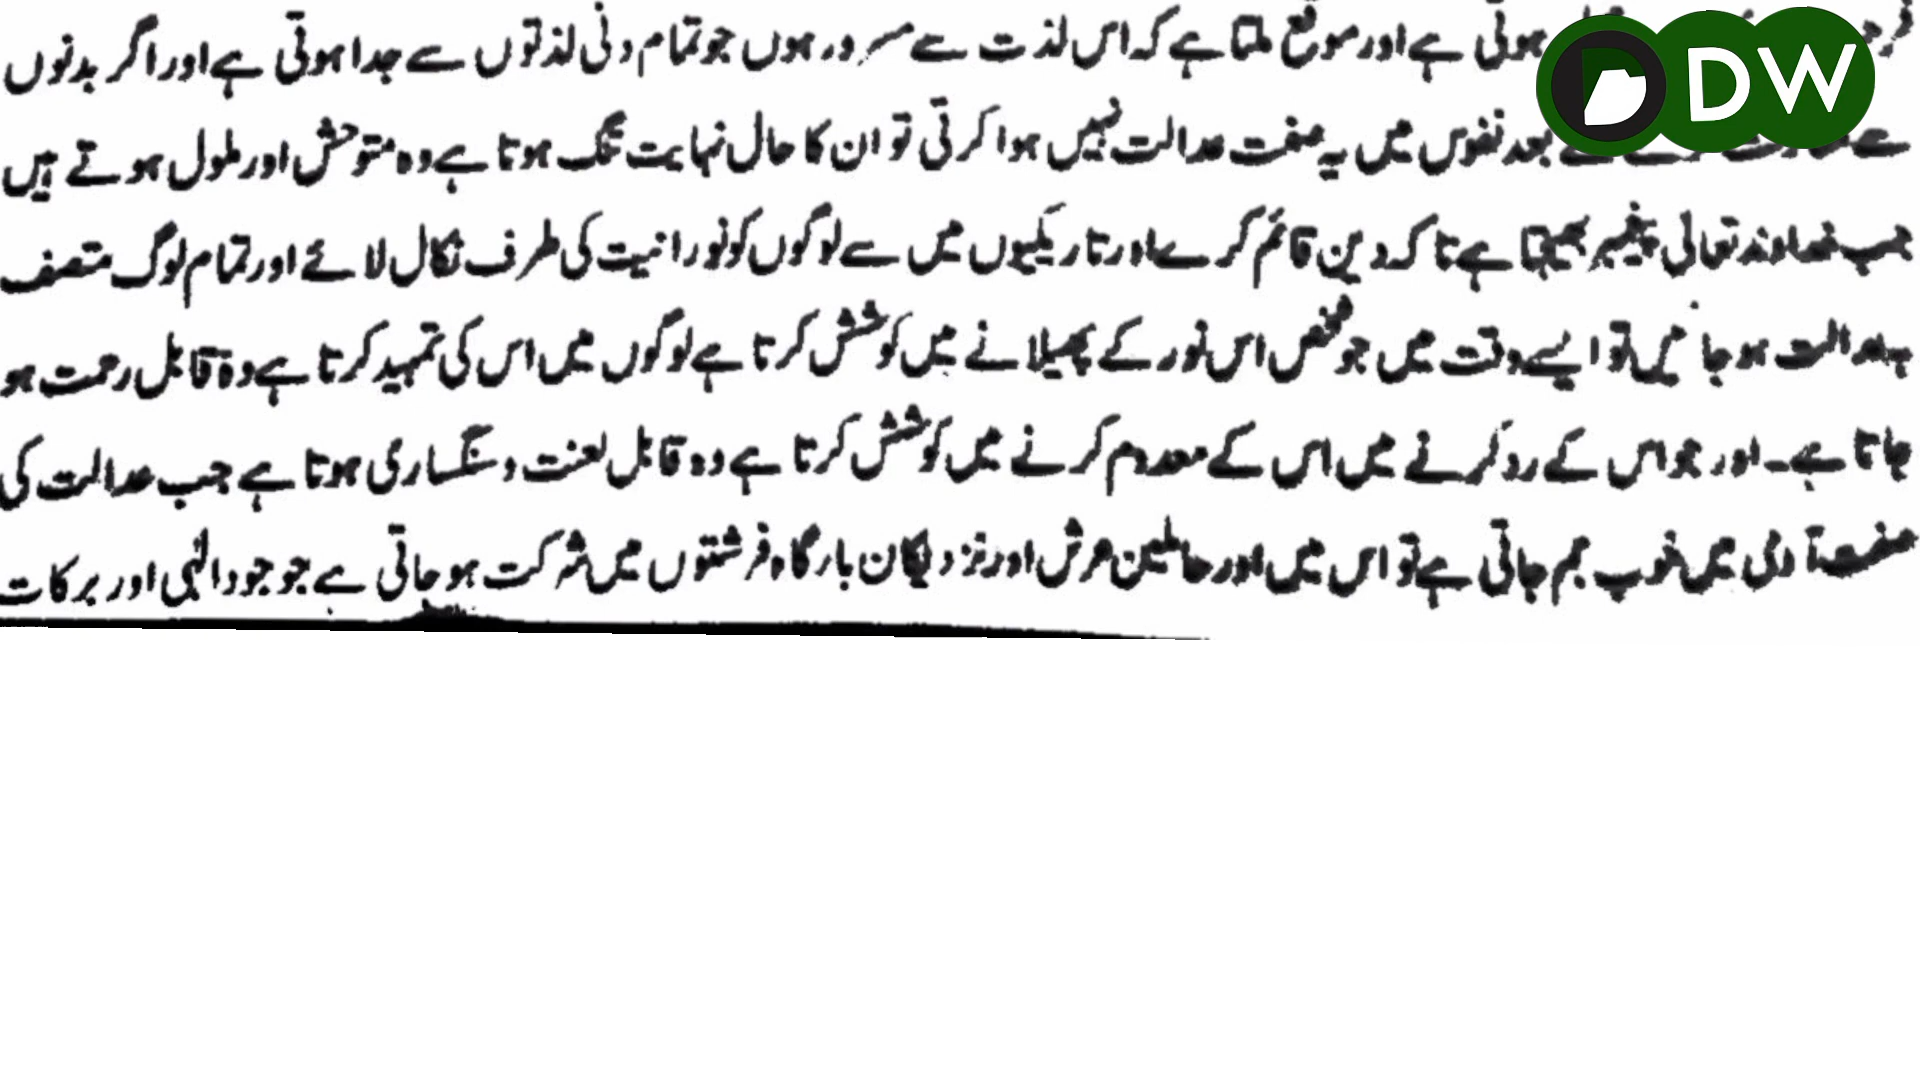 DDW
ہوتی ہے اور موقع ملتا ہے کہ اس لذت سے مسرور ہوں جو تمام دنی لذتوں سے جدا ہوتی ہے اور اگر بدنوں
سے بعد نفوس میں یہ صفت عدالت نہیں ہوا کرتی تو ان کا حال نہایت تنگ ہوتا ہے وہ متوحش اور ملول ہوتے ہیں
جب خداوند تعالی پیغمبر بھیجتا ہے تاکہ دین قائم کرے اور تاریکیوں میں سے لوگوں کو نورانیت کی طرف نکال لائے اور تمام لوگ متصف
بعدالت ہو جائیں تو ایسے وقت میں جو شخص اس نور کے پھیلانے میں کوشش کرتا ہے لوگوں میں اس کی تمہید کرتا ہے وہ قابل رحمت ہو
جاتا ہے۔ اور جو اس کے رد کرنے میں اس کے معدوم کرنے میں کوشش کرتا ہے وہ قابل لعنت و سنگساری ہوتا ہے جب عدالت کی
صفت آدمی میں خوب جم جاتی ہے تو اس میں اور حاملین عرش اور نزدیکان بارگاہ فرشتوں میں شرکت ہو جاتی ہے جو جود الٰہی اور برکات